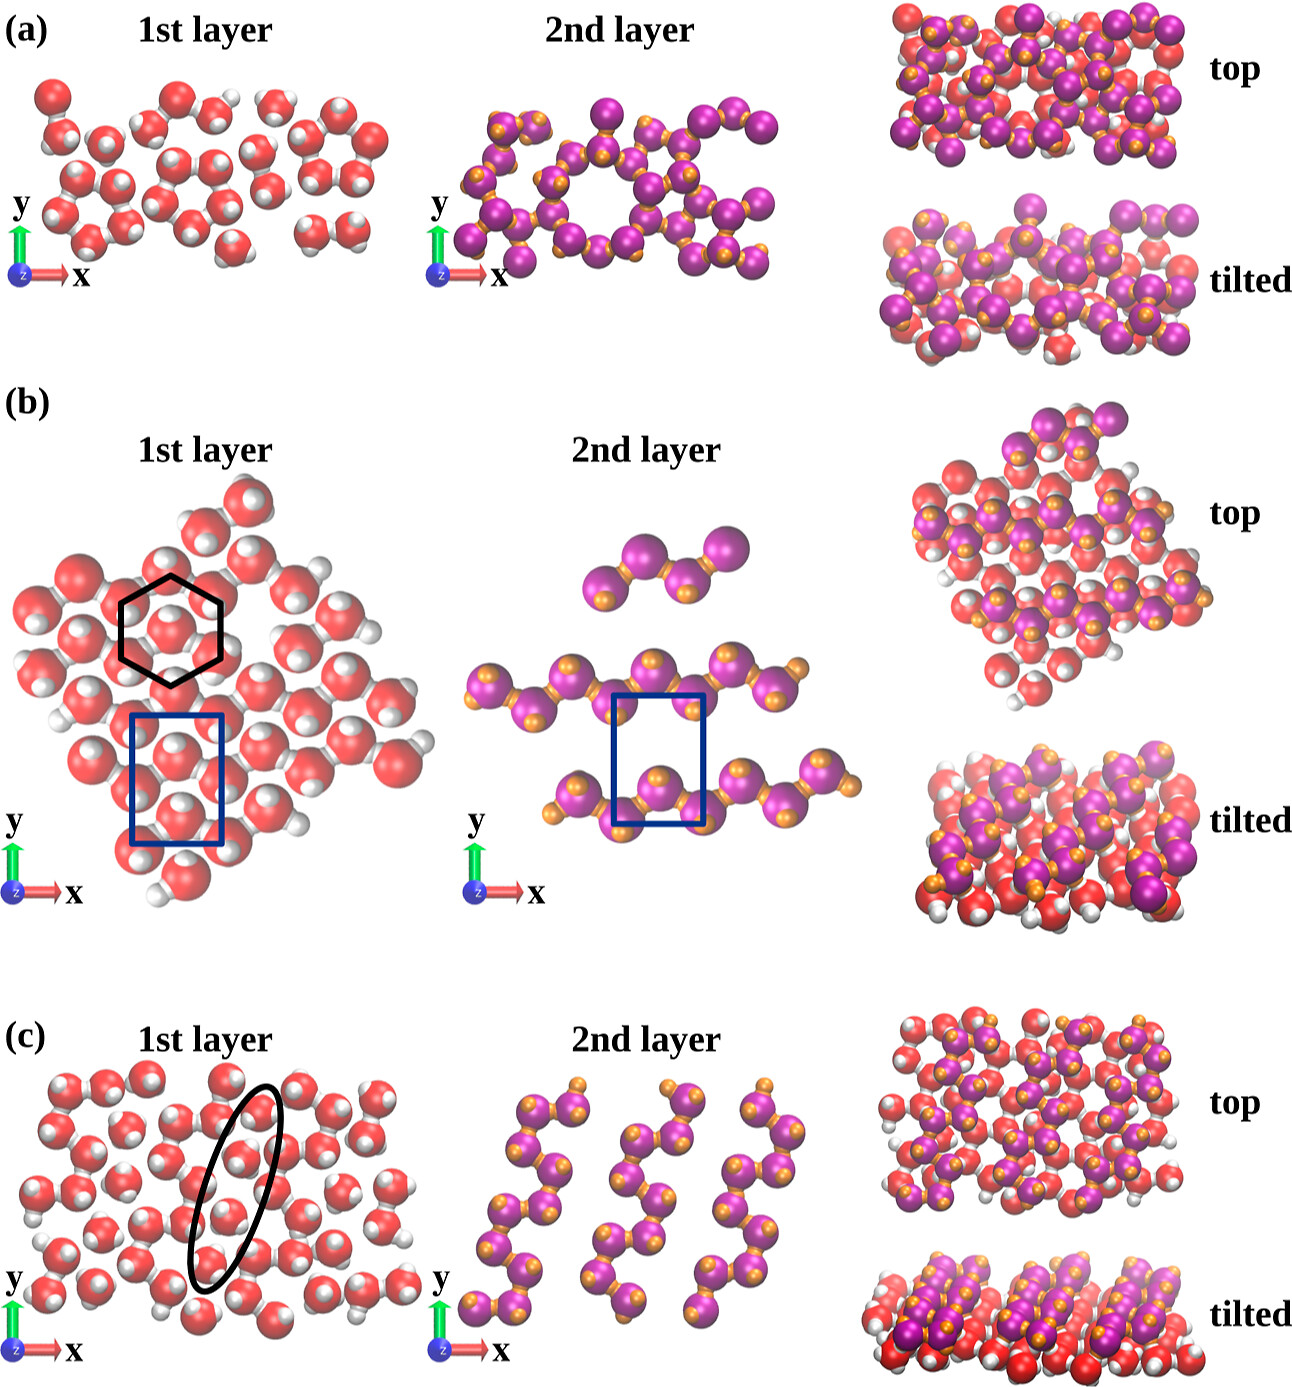 (a)
1st layer
2nd layer
top
tilted
y
z
x
y
z
x
(b)
1st layer
2nd layer
top
tilted
y
z
x
y
z
x
(c)
1st layer
2nd layer
top
tilted
y
z
x
y
z
x